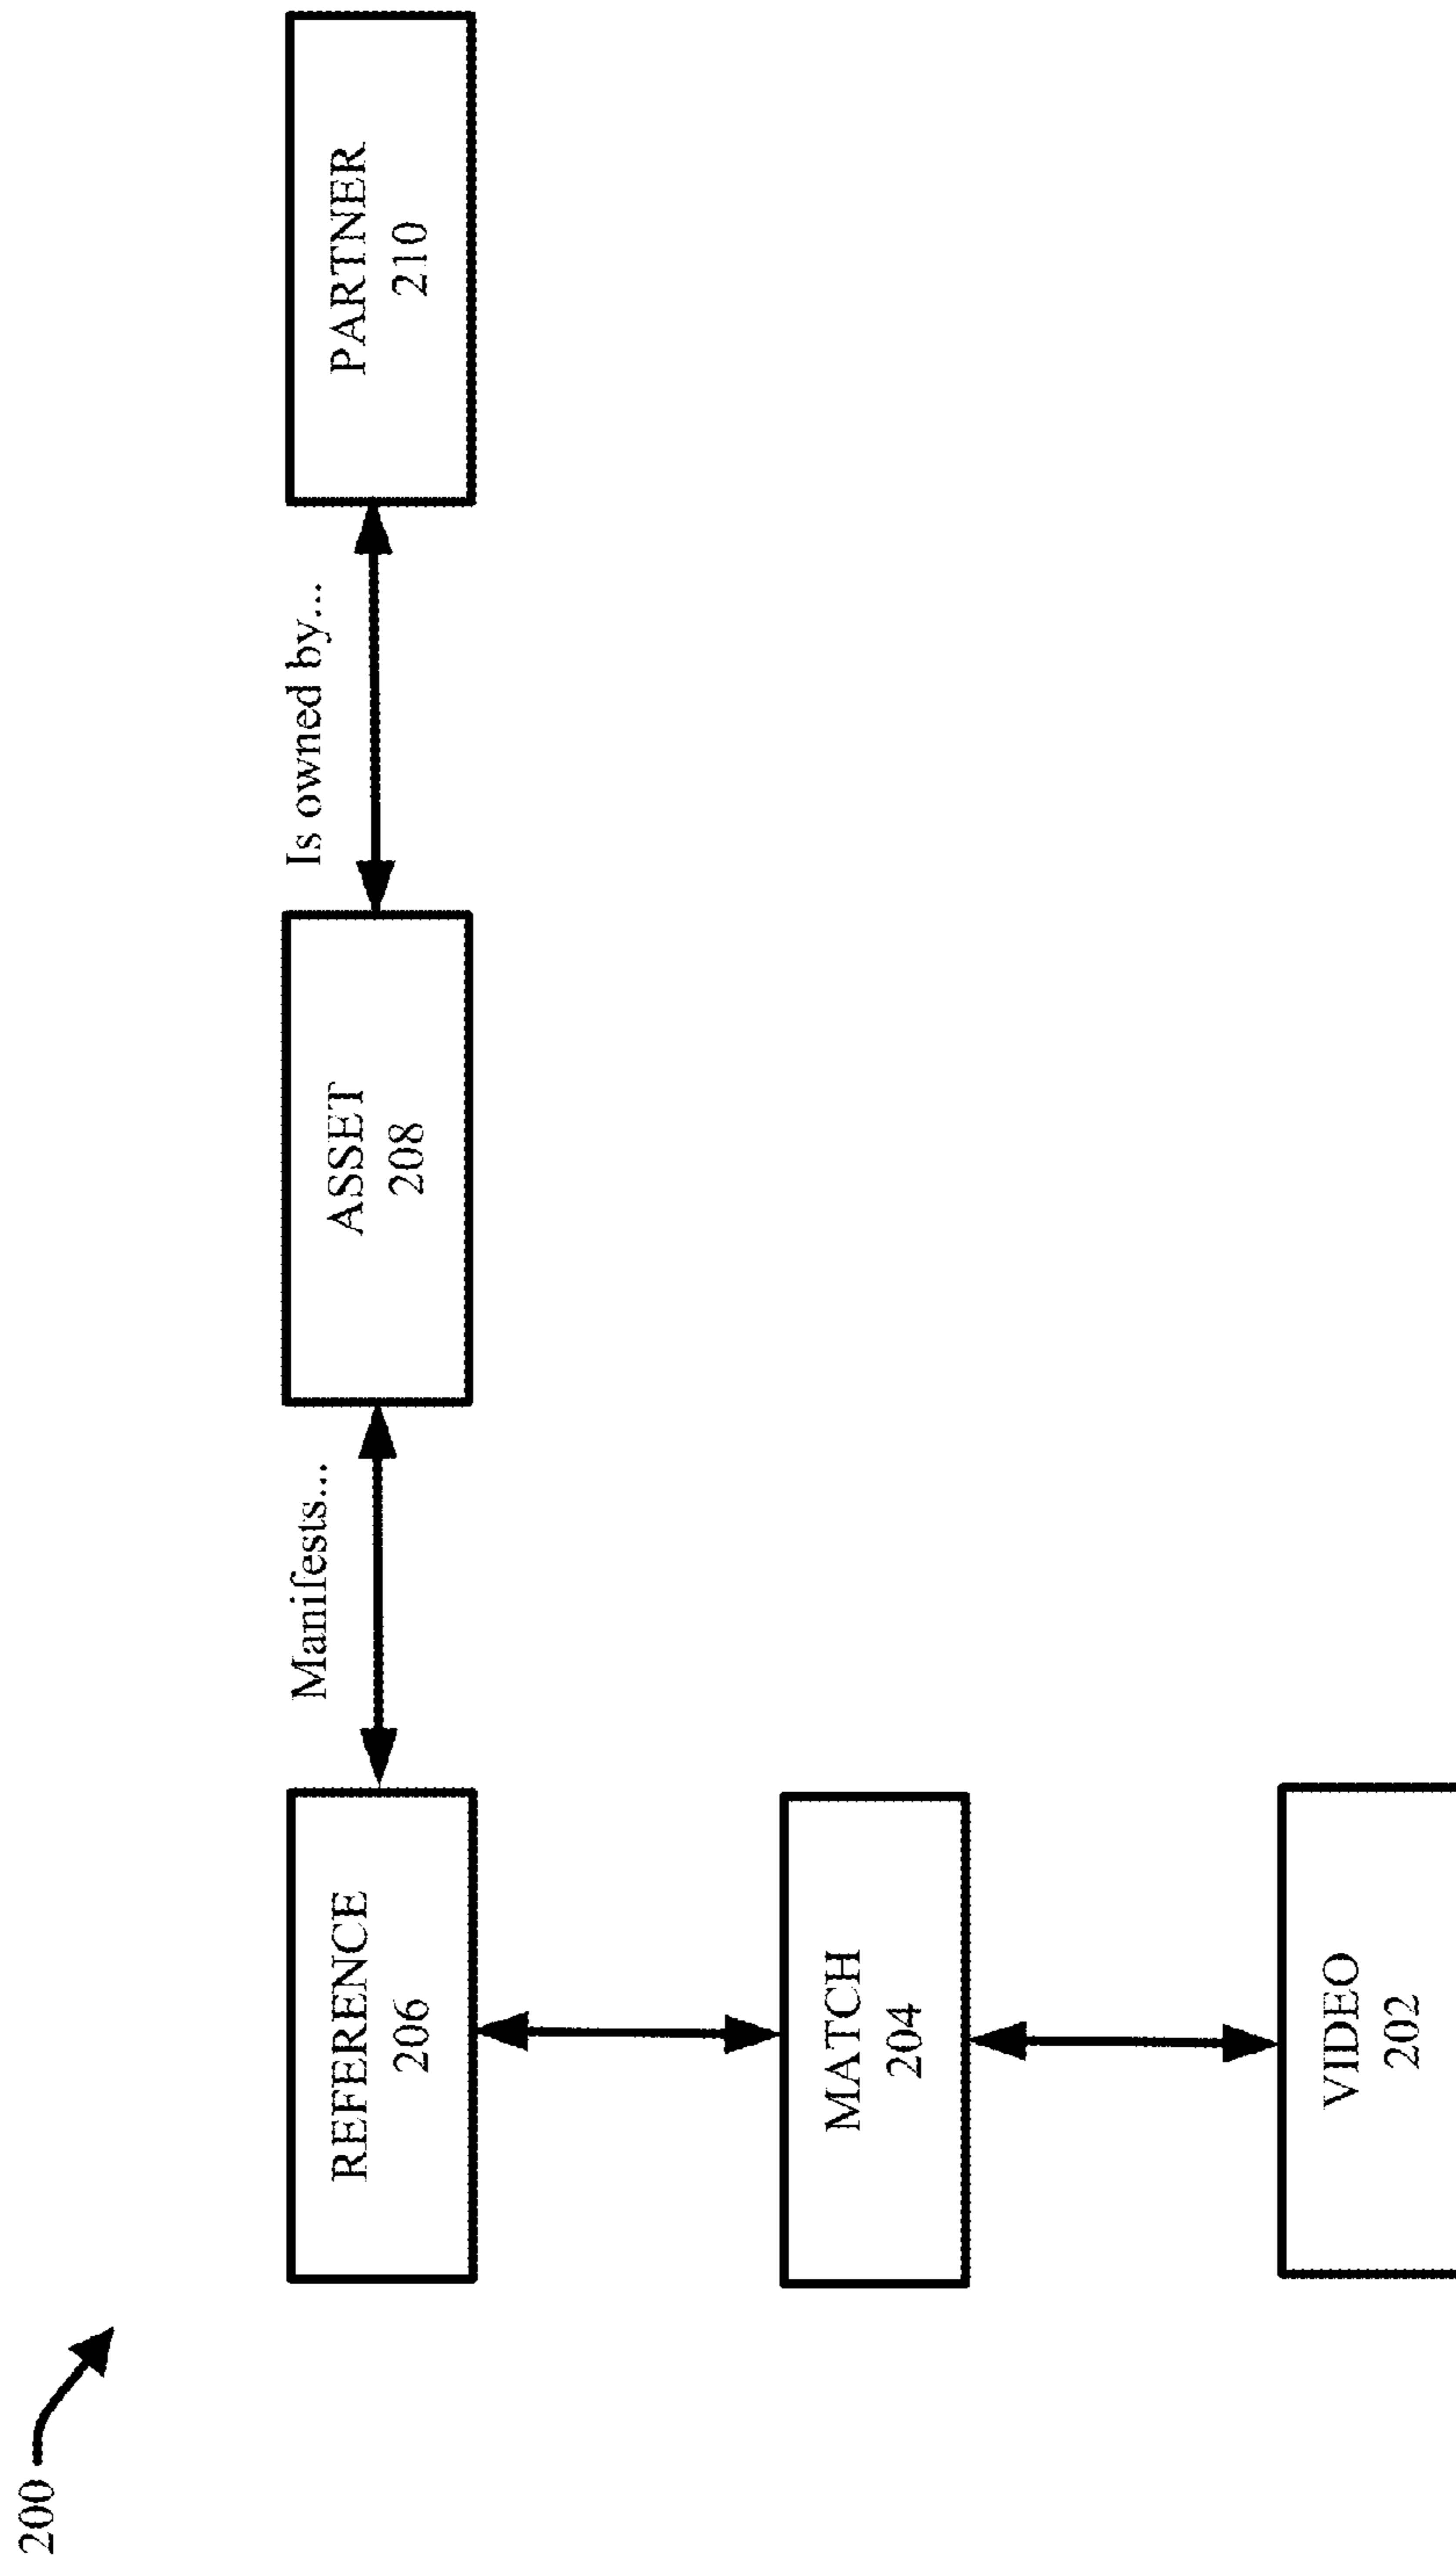 200
REFERENCE
206
Manifests...
ASSET
208
Is owned by...
PARTNER
210
MATCH
204
VIDEO
202